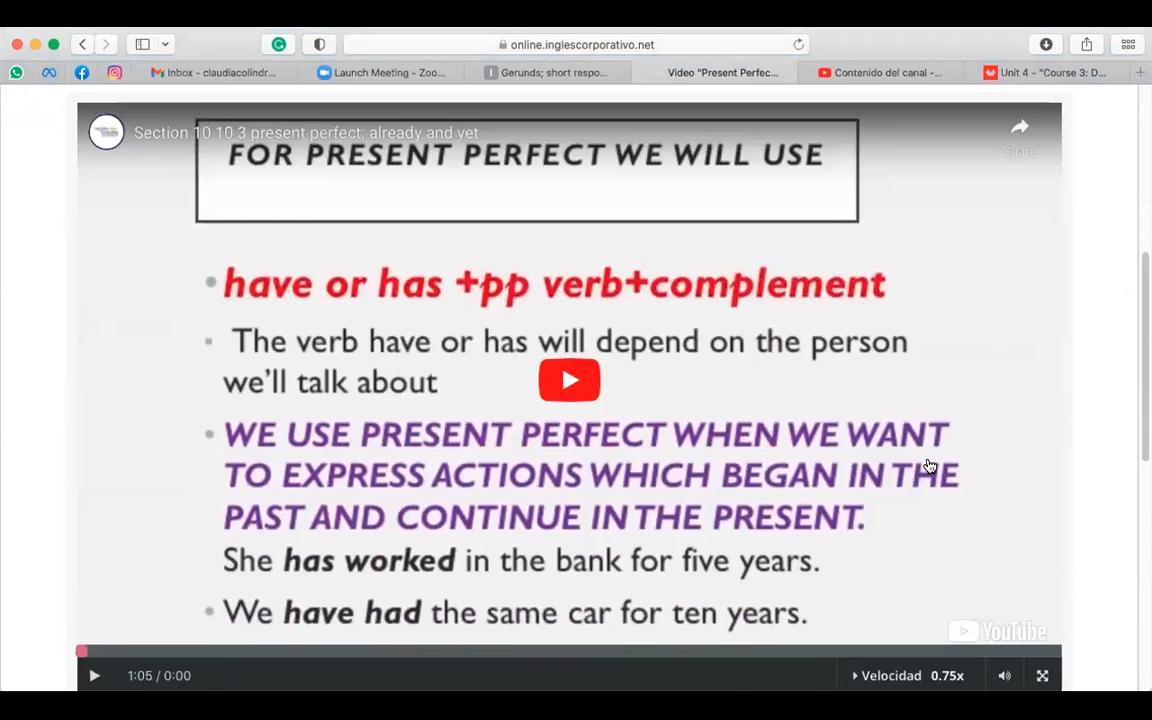 online.inglescorporativo.net
Inbox - claudiacolindr...
Launch Meeting - Zoo...
Gerunds; short respo...
Video "Present Perfec...
Contenido del canal -...
Unit 4 - "Course 3: D...
Section 10 10 3 present perfect; already and yet
Share
FOR PRESENT PERFECT WE WILL USE
• have or has +pp verb+complement
• The verb have or has will depend on the person
we'll talk about
• WE USE PRESENT PERFECT WHEN WE WANT
TO EXPRESS ACTIONS WHICH BEGAN IN THE
PAST AND CONTINUE IN THE PRESENT.
She has worked in the bank for five years.
• We have had the same car for ten years.
YouTube
1:05 / 0:00
Velocidad 0.75x